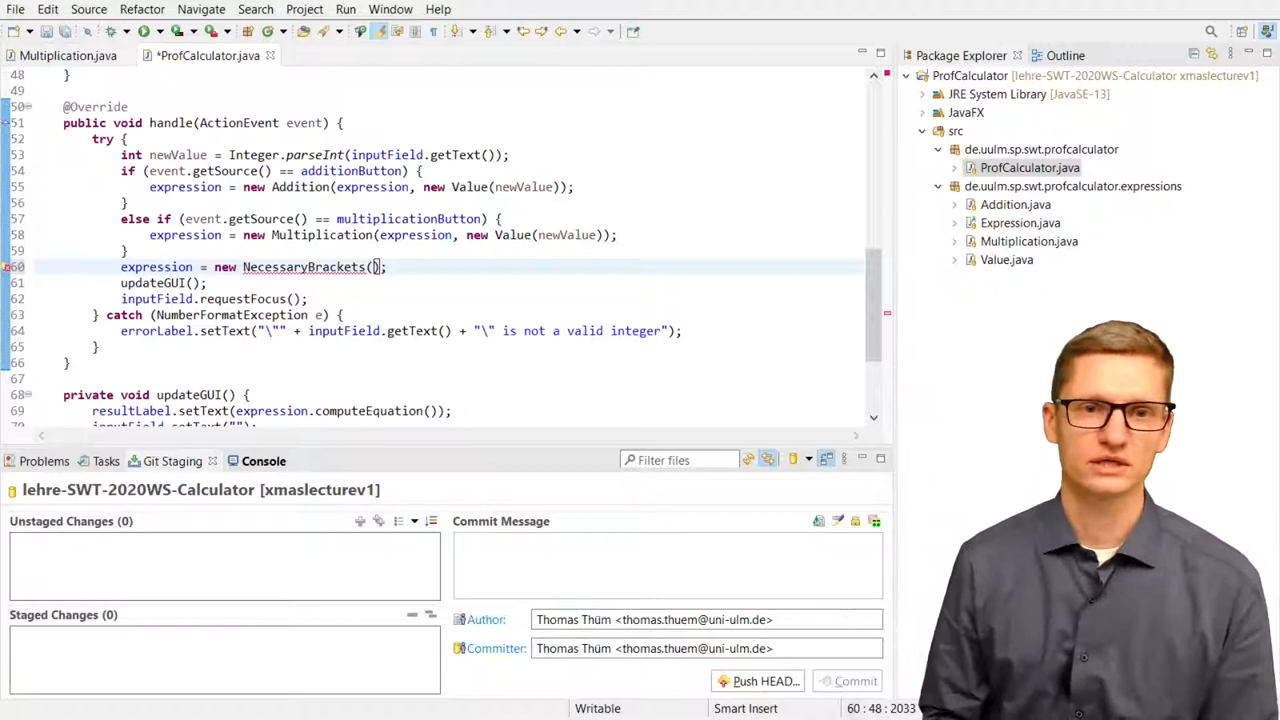 File Edit Source Refactor Navigate Search Project Run Window Help
Multiplication.java *ProfCalculator.java
48 }
49
50 @Override
51 public void handle(ActionEvent event) {
52 try {
53 int newValue = Integer.parseInt(inputField.getText());
54 if (event.getSource() == additionButton) {
55 expression = new Addition(expression, new Value(newValue));
56 }
57 else if (event.getSource() == multiplicationButton) {
58 expression = new Multiplication(expression, new Value(newValue));
59 }
60 expression = new NecessaryBrackets();
61 updateGUI();
62 inputField.requestFocus();
63 } catch (NumberFormatException e) {
64 errorLabel.setText("\"" + inputField.getText() + "\" is not a valid integer");
65 }
66 }
67
68 private void updateGUI() {
69 resultLabel.setText(expression.computeEquation());
70 inputField.setText("");
Package Explorer Outline
ProfCalculator [lehre-SWT-2020WS-Calculator xmaslecturev1]
JRE System Library [JavaSE-13]
JavaFX
src
de.uulm.sp.swt.profcalculator
ProfCalculator.java
de.uulm.sp.swt.profcalculator.expressions
Addition.java
Expression.java
Multiplication.java
Value.java
Problems Tasks Git Staging Console
Filter files
lehre-SWT-2020WS-Calculator [xmaslecturev1]
Unstaged Changes (0)
Staged Changes (0)
Commit Message
Author: Thomas Thüm <thomas.thuem@uni-ulm.de>
Committer: Thomas Thüm <thomas.thuem@uni-ulm.de>
Push HEAD... Commit
Writable Smart Insert 60 : 48 : 2033